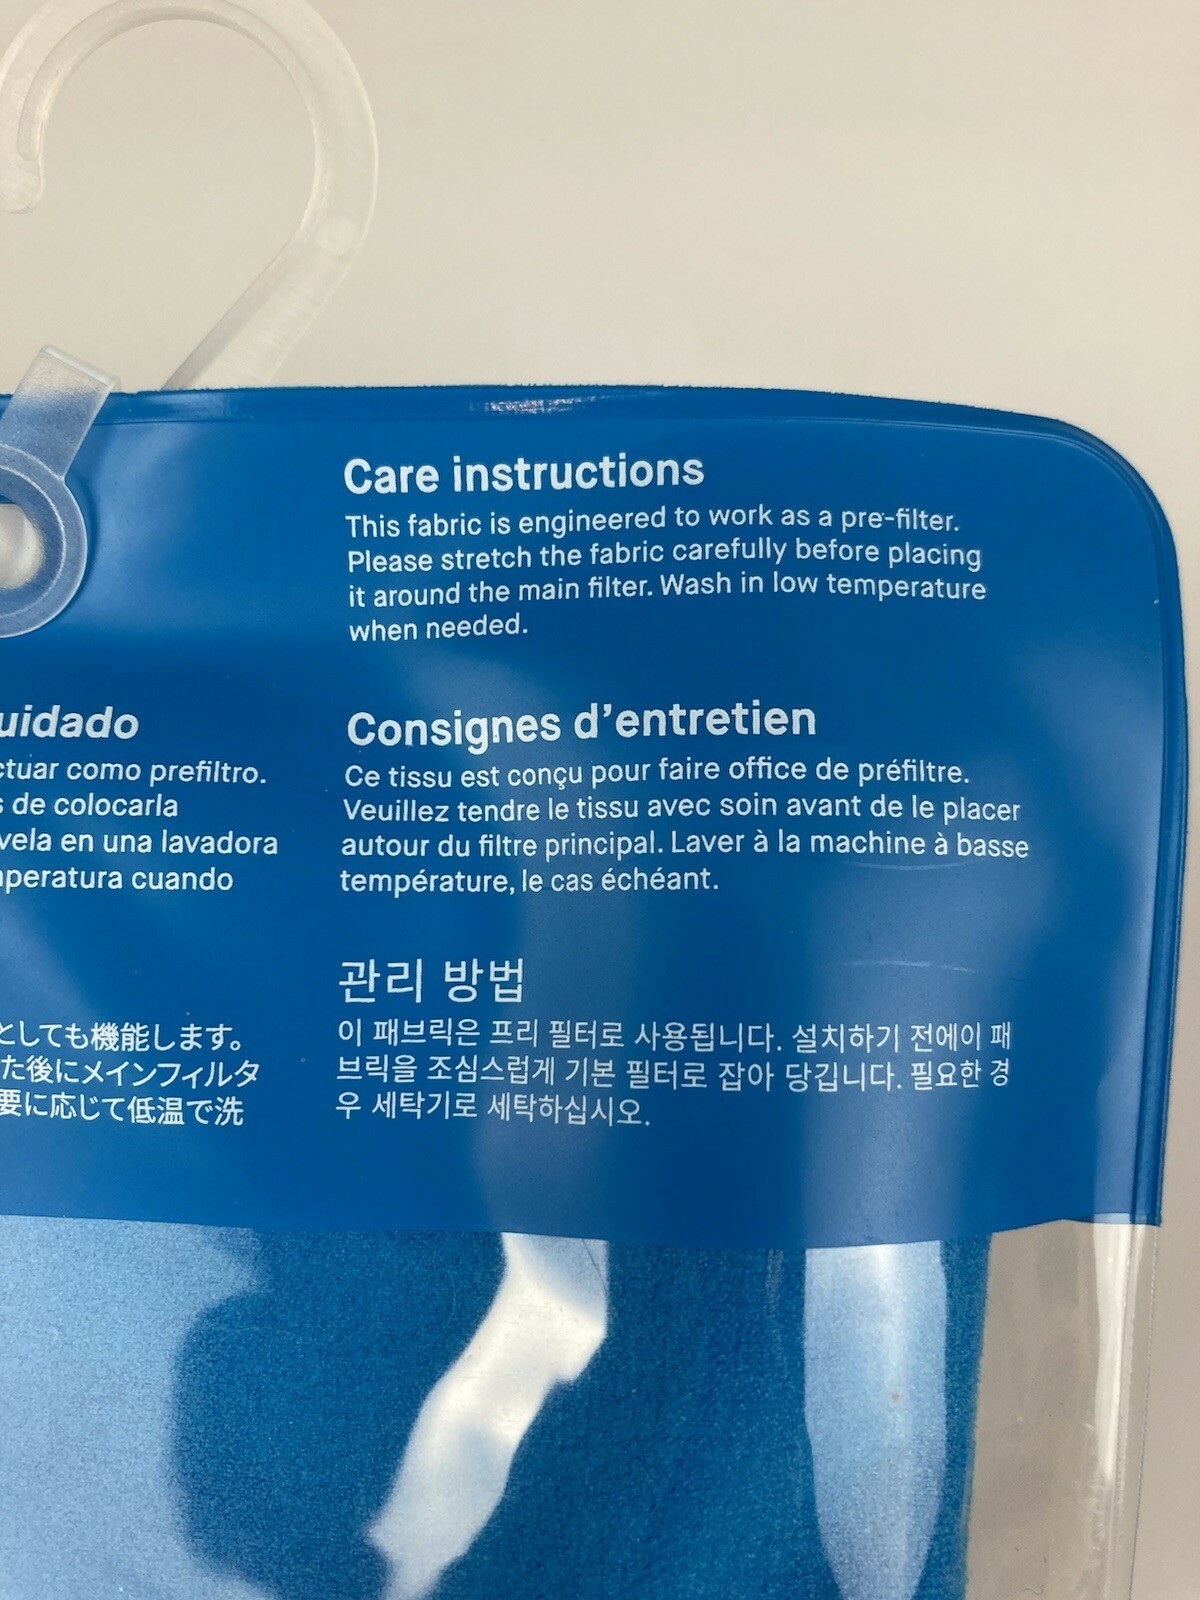 Care instructions
This fabric is engineered to work as a pre-filter.
Please stretch the fabric carefully before placing
it around the main filter. Wash in low temperature
when needed.
como prefiltro.
de colocarla
en una lavadora
cuando
Consignes d'entretien
Ce tissu est conçu pour faire office de préfiltre.
Veuillez tendre le tissu avec soin avant de le placer
autour du filtre principal. Laver à la machine à basse
température, le cas échéant.
としても機能します。
た後にメインフィルタ
要に応じて低温で洗
관리 방법
이 패브릭은 프리 필터로 사용됩니다. 설치하기 전에이 패
브릭을 조심스럽게 기본 필터로 잡아 당깁니다. 필요한 경
우 세탁기로 세탁하십시오.